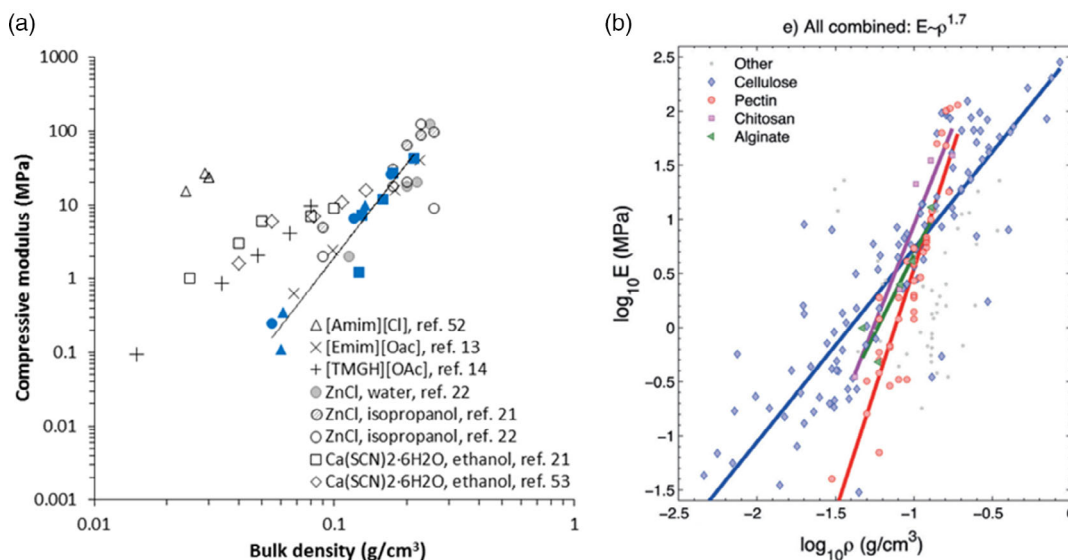 (a)
Compressive modulus (MPa)
1000
100
10
1
0.1
0.01
0.001
0.01
0.1
1
Bulk density (g/cm³)
[Amim][Cl], ref. 52
[Emim][Oac], ref. 13
[TMGH][OAc], ref. 14
ZnCl, water, ref. 22
ZnCl, isopropanol, ref. 21
ZnCl, isopropanol, ref. 22
Ca(SCN)2·6H2O, ethanol, ref. 21
Ca(SCN)2·6H2O, ethanol, ref. 53
(b)
e) All combined: E~ρ^1.7
log₁₀E (MPa)
2.5
2
1.5
1
0.5
0
-0.5
-1
-1.5
Other
Cellulose
Pectin
Chitosan
Alginate
-2.5
-2
-1.5
-1
-0.5
0
log₁₀ρ (g/cm³)